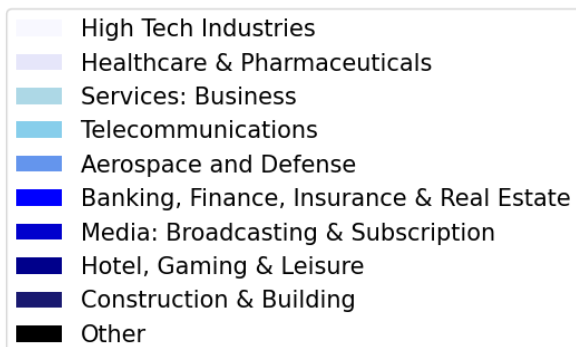 High Tech Industries
Healthcare & Pharmaceuticals
Services: Business
Telecommunications
Aerospace and Defense
Banking, Finance, Insurance & Real Estate
Media: Broadcasting & Subscription
Hotel, Gaming & Leisure
Construction & Building
Other